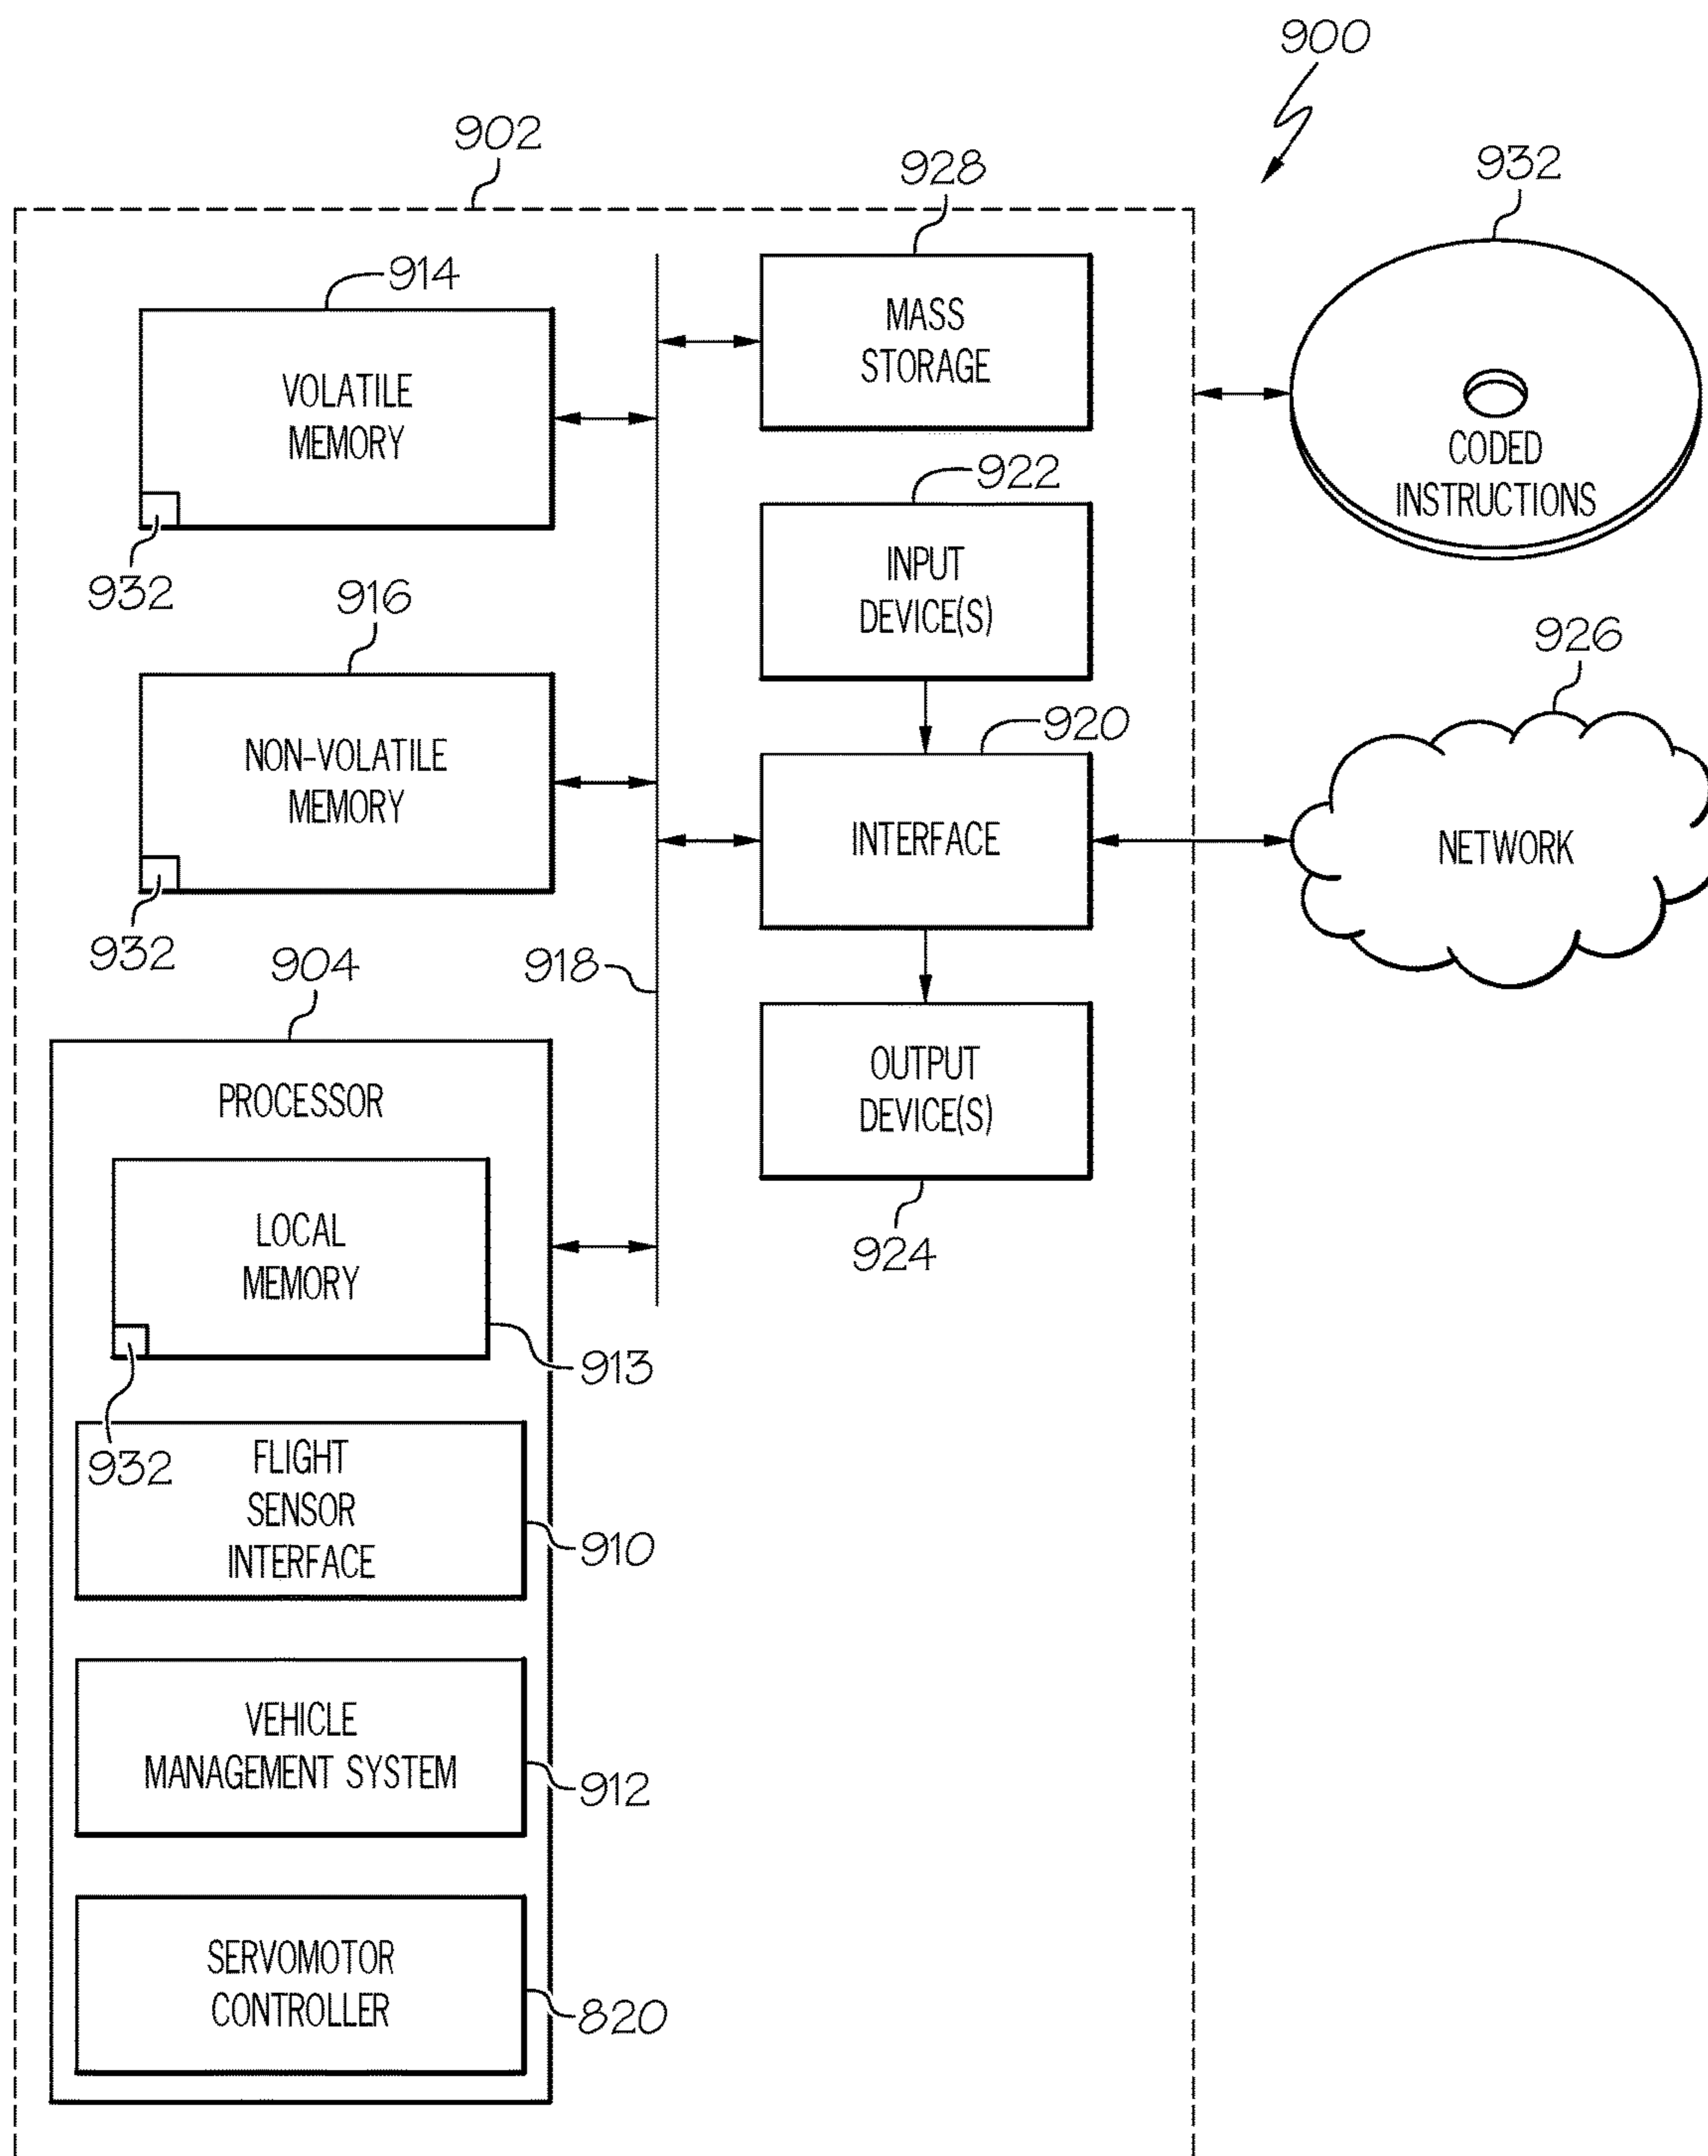 900
902
928
932
914
MASS
STORAGE
VOLATILE
MEMORY
CODED
INSTRUCTIONS
922
INPUT
DEVICE(S)
932
916
926
920
NON-VOLATILE
MEMORY
INTERFACE
NETWORK
932
904
918
OUTPUT
DEVICE(S)
PROCESSOR
924
LOCAL
MEMORY
913
932
FLIGHT
SENSOR
INTERFACE
910
VEHICLE
MANAGEMENT SYSTEM
912
SERVOMOTOR
CONTROLLER
820